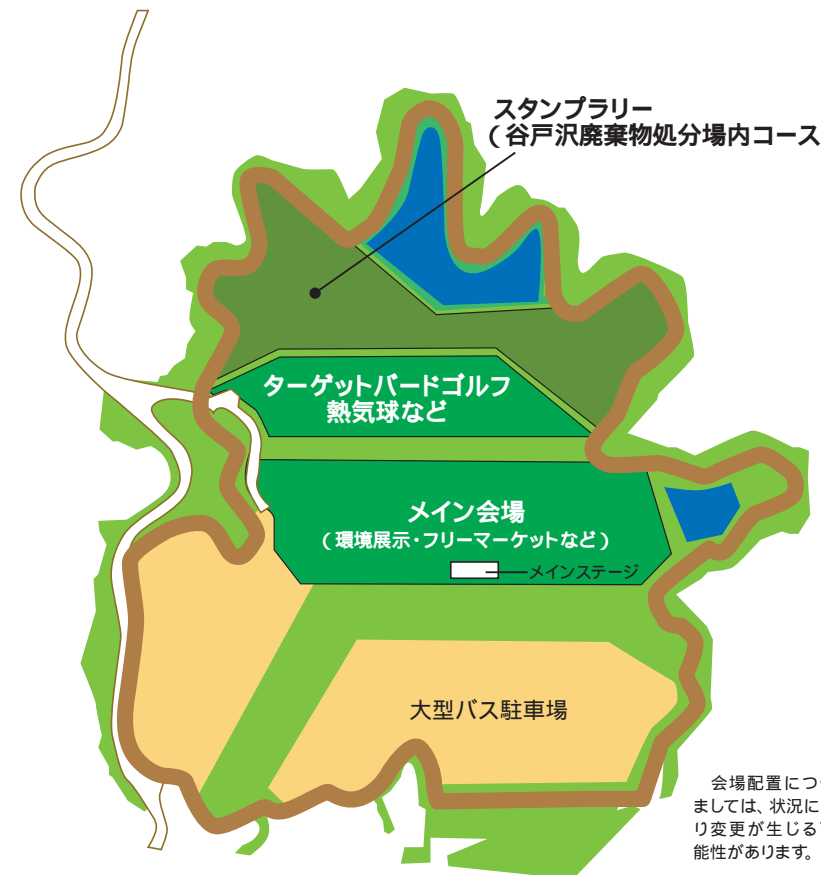 スタンプラリー
(谷戸沢廃棄物処分場内コース
ターゲットバードゴルフ
熱気球など
メイン会場
(環境展示・フリーマーケットなど)
メインステージ
大型バス駐車場
会場配置につ
ましては、状況に
り変更が生じる
能性があります。